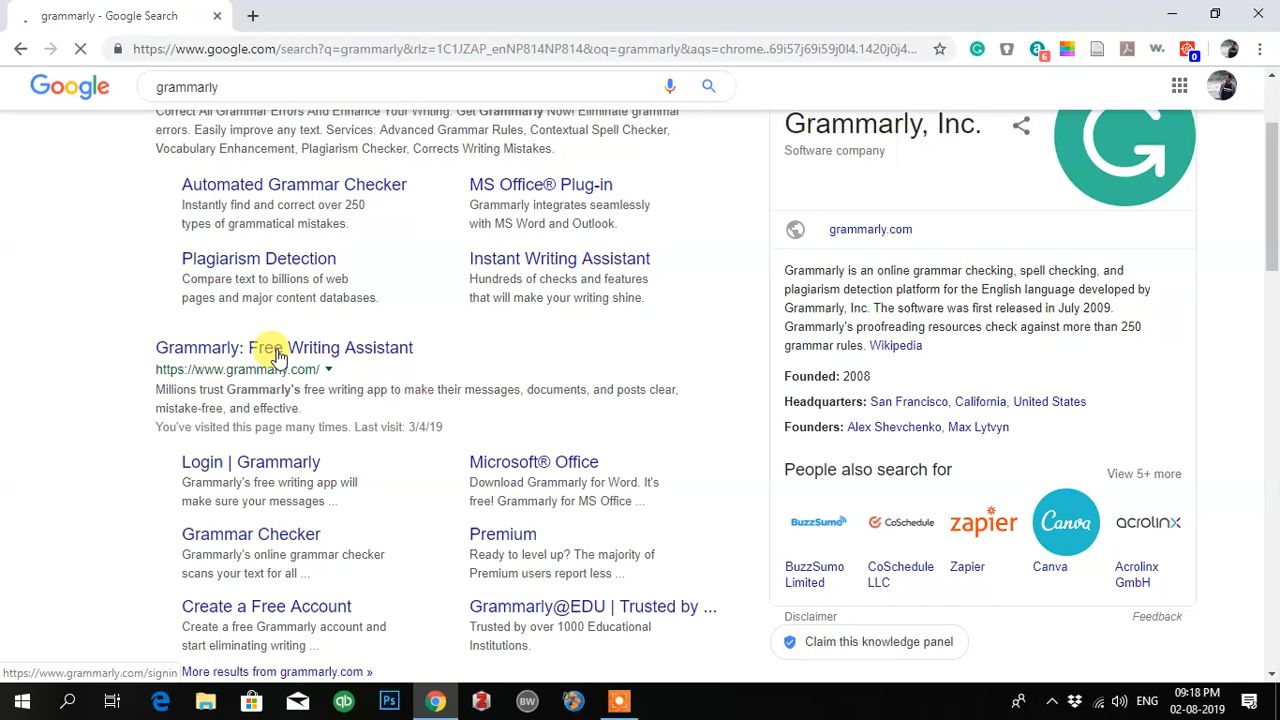 grammarly - Google Search
https://www.google.com/search?q=grammarly&rlz=1C1JZAP_enNP814NP814&oq=grammarly&aqs=chrome..69i57j69i59j0l4.1420j0j4...
6
w.
0
Google
grammarly
Correct All Grammar Errors And Enhance Your Writing. Get Grammarly Now! Eliminate grammar
errors. Easily improve any text. Services: Advanced Grammar Rules, Contextual Spell Checker,
Vocabulary Enhancement, Plagiarism Checker, Corrects Writing Mistakes.
Automated Grammar Checker
Instantly find and correct over 250
types of grammatical mistakes.
MS Office® Plug-in
Grammarly integrates seamlessly
with MS Word and Outlook.
Plagiarism Detection
Compare text to billions of web
pages and major content databases.
Instant Writing Assistant
Hundreds of checks and features
that will make your writing shine.
Grammarly: Free Writing Assistant
https://www.grammarly.com/
Millions trust Grammarly's free writing app to make their messages, documents, and posts clear,
mistake-free, and effective.
You've visited this page many times. Last visit: 3/4/19
Login | Grammarly
Grammarly's free writing app will
make sure your messages ...
Microsoft® Office
Download Grammarly for Word. It's
free! Grammarly for MS Office ...
Grammar Checker
Grammarly's online grammar checker
scans your text for all ...
Premium
Ready to level up? The majority of
Premium users report less ...
Create a Free Account
Create a free Grammarly account and
start eliminating writing ...
Grammarly@EDU | Trusted by ...
Trusted by over 1000 Educational
Institutions.
More results from grammarly.com »
Grammarly, Inc.
Software company
grammarly.com
Grammarly is an online grammar checking, spell checking, and
plagiarism detection platform for the English language developed by
Grammarly, Inc. The software was first released in July 2009.
Grammarly's proofreading resources check against more than 250
grammar rules. Wikipedia
Founded: 2008
Headquarters: San Francisco, California, United States
Founders: Alex Shevchenko, Max Lytvyn
People also search for
View 5+ more
BuzzSumo
CoSchedule
zapier
Canva
acrolinx
BuzzSumo Limited
CoSchedule LLC
Zapier
Canva
Acrolinx GmbH
Disclaimer
Feedback
Claim this knowledge panel
https://www.grammarly.com/signin
qb
Ps
BW
ENG
09:18 PM
02-08-2019